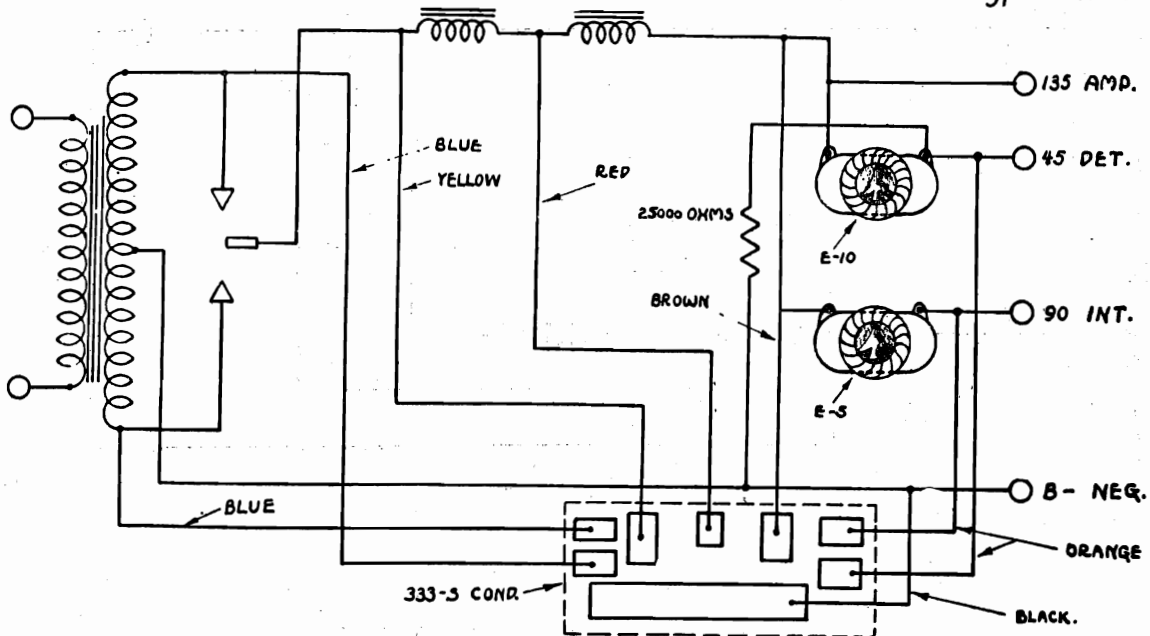 135 AMP.
BLUE
YELLOW
RED
45 DET.
25000 OHMS
E-10
BROWN
90 INT.
E-5
BLUE
B- NEG.
ORANGE
333-S COND.
BLACK.